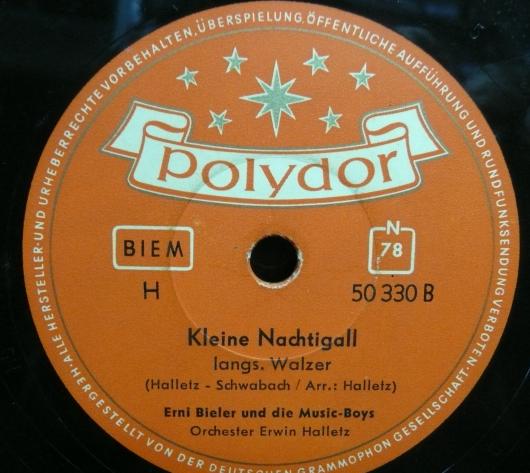 ALLE HERSTELLER- UND URHEBERRECHTE VORBEHALTEN, ÜBERSPIELUNG, ÖFFENTLICHE AUFFÜHRUNG UND RUNDFUNKSENDUNG VERBOTEN.
polydor
BIEM
N
78
H
50 330 B
Kleine Nachtigall
langs. Walzer
(Halletz - Schwabach / Arr.: Halletz)
Erni Bieler und die Music-Boys
Orchester Erwin Halletz
HERGESTELLT VON DER DEUTSCHEN GRAMMOPHON GESELLSCHAFT